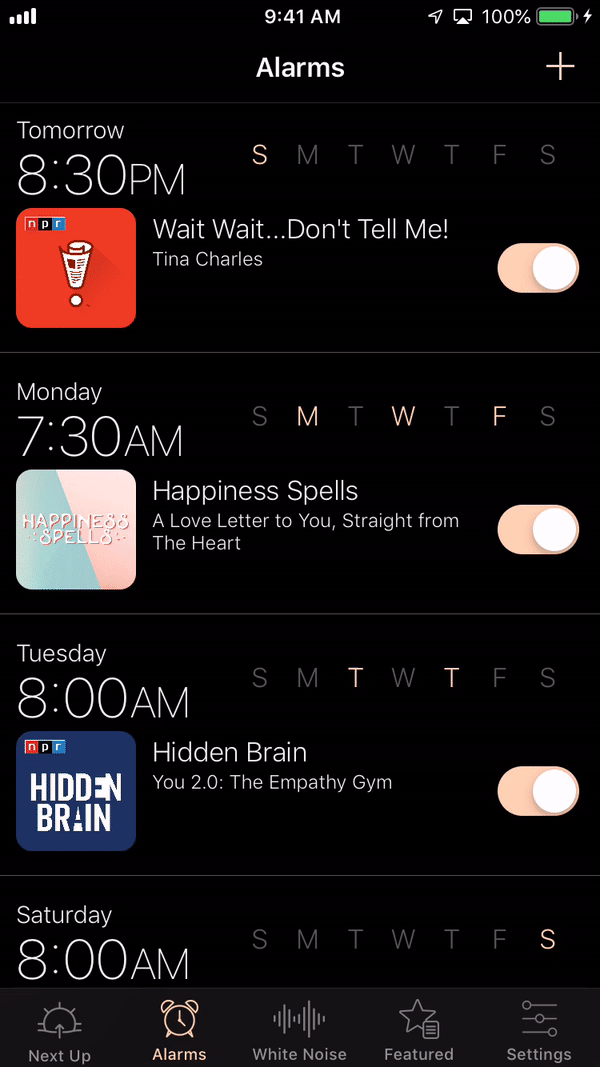 9:41 AM 100%
Alarms
Tomorrow
8:30PM
S M T W T F S
npr
Wait Wait...Don't Tell Me!
Tina Charles
Monday
7:30AM
S M T W T F S
HAPPINESS
SPELLS
Happiness Spells
A Love Letter to You, Straight from
The Heart
Tuesday
8:00AM
S M T W T F S
npr
HIDDEN
BRAIN
Hidden Brain
You 2.0: The Empathy Gym
Saturday
8:00AM
S M T W T F S
Next Up Alarms White Noise Featured Settings